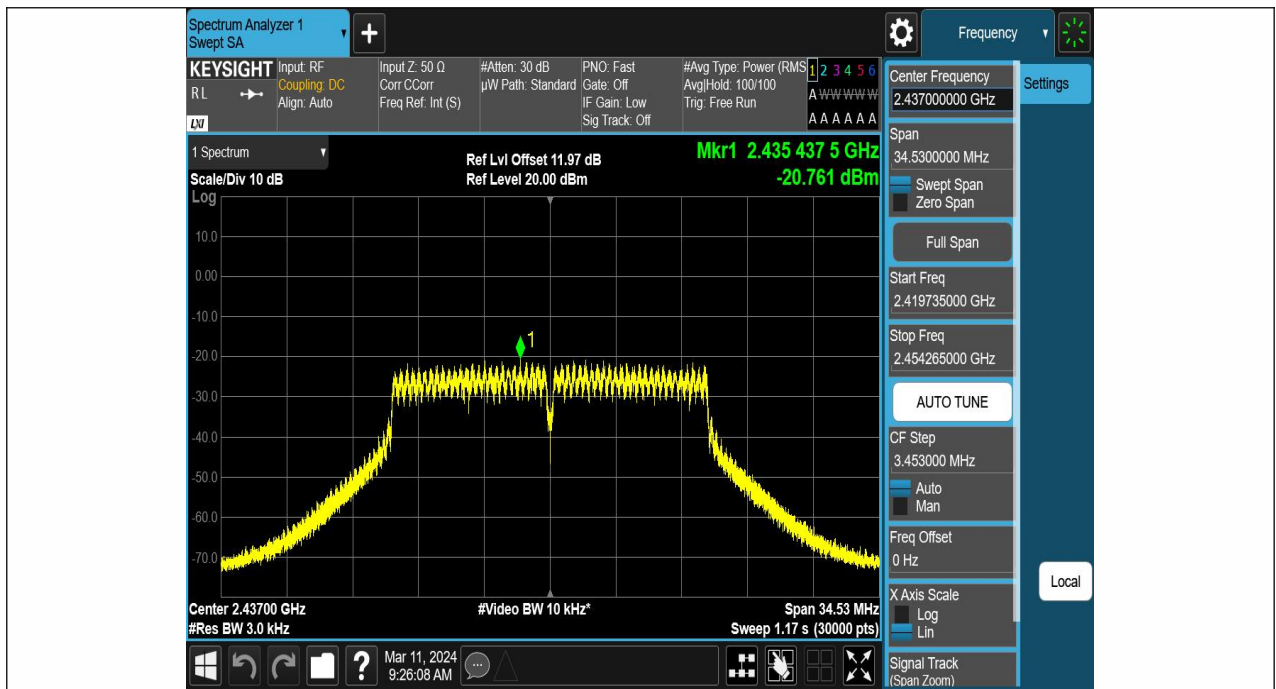 Spectrum Analyzer 1
Swept SA
+
Frequency
KEYSIGHT
RL
LXI
Input: RF
Coupling: DC
Align: Auto
Input Z: 50 Ω
Corr CCorr
Freq Ref: Int (S)
#Atten: 30 dB
µW Path: Standard
PNO: Fast
Gate: Off
IF Gain: Low
Sig Track: Off
#Avg Type: Power (RMS
Avg|Hold: 100/100
Trig: Free Run
1 2 3 4 5 6
A W W W W W
A A A A A A
1 Spectrum
Scale/Div 10 dB
Log
Ref Lvl Offset 11.97 dB
Ref Level 20.00 dBm
Mkr1 2.435 437 5 GHz
-20.761 dBm
10.0
0.00
-10.0
-20.0
-30.0
-40.0
-50.0
-60.0
-70.0
1
Center 2.43700 GHz
#Res BW 3.0 kHz
#Video BW 10 kHz*
Span 34.53 MHz
Sweep 1.17 s (30000 pts)
Mar 11, 2024
9:26:08 AM
?
Center Frequency
2.437000000 GHz
Span
34.5300000 MHz
Swept Span
Zero Span
Full Span
Start Freq
2.419735000 GHz
Stop Freq
2.454265000 GHz
AUTO TUNE
CF Step
3.453000 MHz
Auto
Man
Freq Offset
0 Hz
X Axis Scale
Log
Lin
Signal Track
(Span Zoom)
Settings
Local